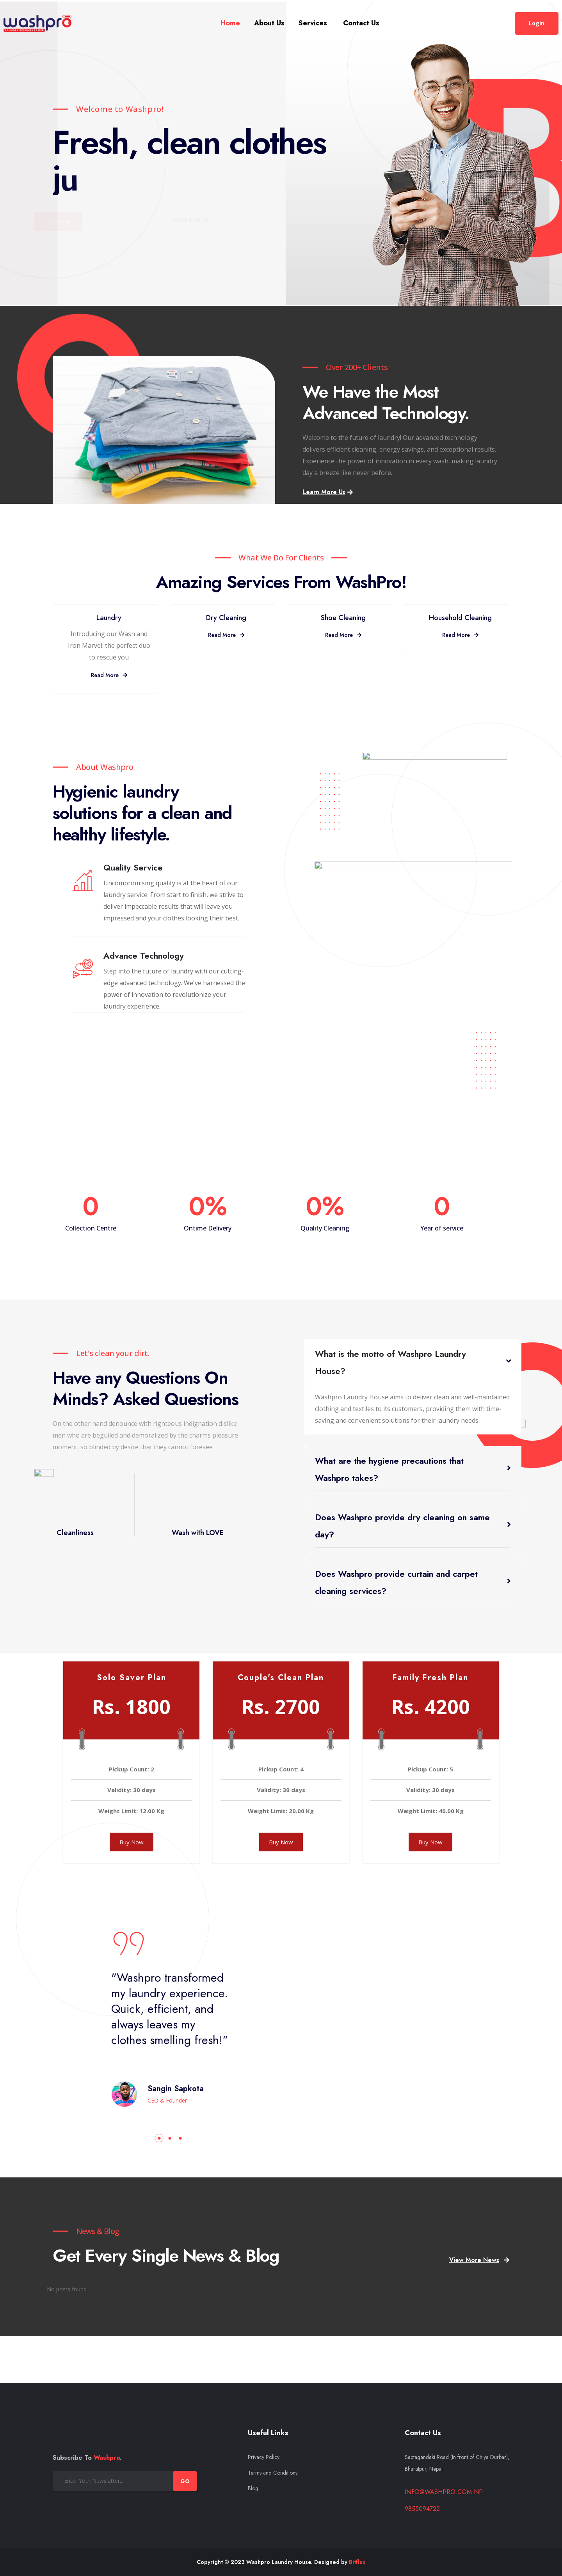 washpro
Home
About Us
Services
Contact Us
Login
Welcome to Washpro!
Fresh, clean clothes
ju
Over 200+ Clients
We Have the Most
Advanced Technology.
Welcome to the future of laundry! Our advanced technology
delivers efficient cleaning, energy savings, and exceptional results.
Experience the power of innovation in every wash, making laundry
day a breeze like never before.
Learn More Us
What We Do For Clients
Amazing Services From WashPro!
Laundry
Introducing our Wash and
Iron Marvel: the perfect duo
to rescue you
Read More
Dry Cleaning
Read More
Shoe Cleaning
Read More
Household Cleaning
Read More
About Washpro
Hygienic laundry
solutions for a clean and
healthy lifestyle.
Quality Service
Uncompromising quality is at the heart of our
laundry service. From start to finish, we strive to
deliver impeccable results that will leave you
impressed and your clothes looking their best.
Advance Technology
Step into the future of laundry with our cutting-
edge advanced technology. We've harnessed the
power of innovation to revolutionize your
laundry experience.
0
Collection Centre
0%
Ontime Delivery
0%
Quality Cleaning
0
Year of service
Let's clean your dirt.
Have any Questions On
Minds? Asked Questions
On the other hand denounce with righteous indignation dislike
men who are beguiled and demoralized by the charms pleasure
moment, so blinded by desire that they cannot foresee
Cleanliness
Wash with LOVE
What is the motto of Washpro Laundry
House?
Washpro Laundry House aims to deliver clean and well-maintained
clothing and textiles to its customers, providing them with time-
saving and convenient solutions for their laundry needs.
What are the hygiene precautions that
Washpro takes?
Does Washpro provide dry cleaning on same
day?
Does Washpro provide curtain and carpet
cleaning services?
Solo Saver Plan
Rs. 1800
Pickup Count: 2
Validity: 30 days
Weight Limit: 12.00 Kg
Buy Now
Couple's Clean Plan
Rs. 2700
Pickup Count: 4
Validity: 30 days
Weight Limit: 20.00 Kg
Buy Now
Family Fresh Plan
Rs. 4200
Pickup Count: 5
Validity: 30 days
Weight Limit: 40.00 Kg
Buy Now
"Washpro transformed
my laundry experience.
Quick, efficient, and
always leaves my
clothes smelling fresh!"
Sangin Sapkota
CEO & Founder
News & Blog
Get Every Single News & Blog
View More News
No posts found
Subscribe To Washpro.
Enter Your Newslatter...
GO
Useful Links
Privacy Policy
Terms and Conditions
Blog
Contact Us
Saptagandaki Road (In front of Chiya Durbar),
Bharatpur, Nepal
INFO@WASHPRO.COM.NP
9855094722
Copyright © 2023 Washpro Laundry House. Designed by Bitflux